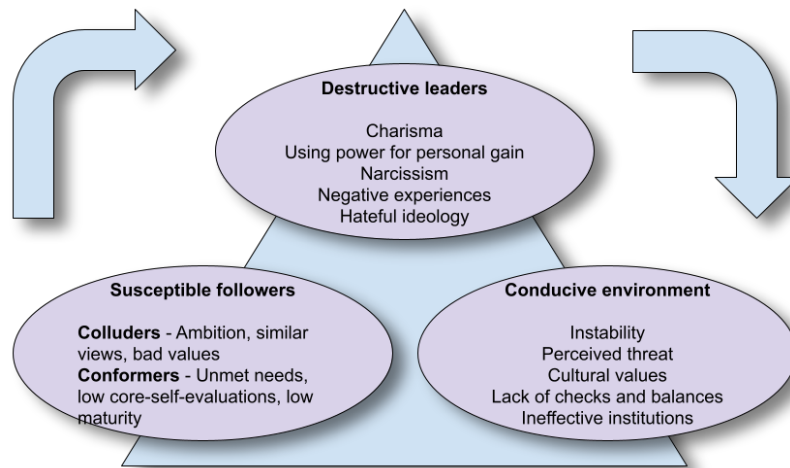 Destructive leaders
Charisma
Using power for personal gain
Narcissism
Negative experiences
Hateful ideology
Susceptible followers
Colluders - Ambition, similar
views, bad values
Conformers - Unmet needs,
low core-self-evaluations, low
maturity
Conducive environment
Instability
Perceived threat
Cultural values
Lack of checks and balances
Ineffective institutions